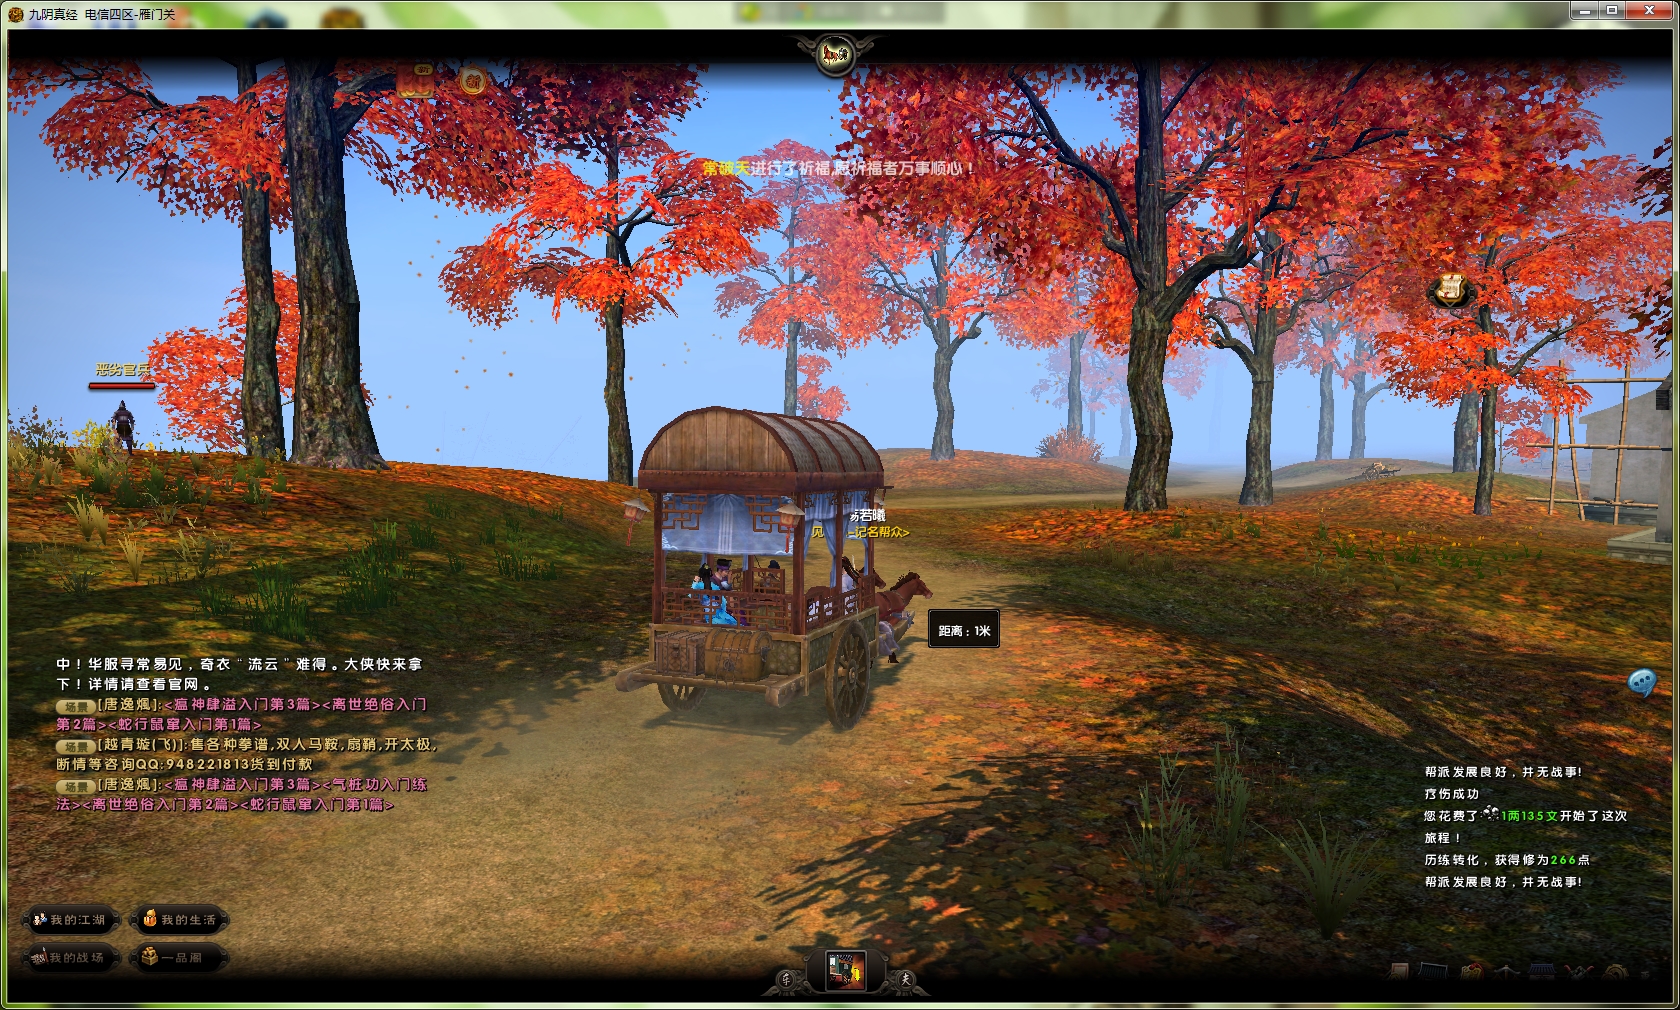 九阴真经 电信四区-雁门关
常破天进行了祈福,愿祈福者万事顺心！
恶劣官兵
若曦
见
记名帮众>
距离：1米
中！华服寻常易见，奇衣“流云”难得。大侠快来拿
下！详情请查看官网。
场景 [唐逸飒]:<瘟神肆溢入门第3篇><离世绝俗入门
第2篇><蛇行鼠窜入门第1篇>
场景 [越青璇(飞)]:售各种拳谱,双人马鞍,扇鞘,开太极,
断情等咨询QQ:948221813货到付款
场景 [唐逸飒]:<瘟神肆溢入门第3篇><气桩功入门练
法><离世绝俗入门第2篇><蛇行鼠窜入门第1篇>
帮派发展良好，并无战事!
疗伤成功
您花费了 1两135文开始了这次
旅程！
历练转化，获得修为266点
帮派发展良好，并无战事!
我的江湖
我的生活
我的战场
一品阁
车
夫